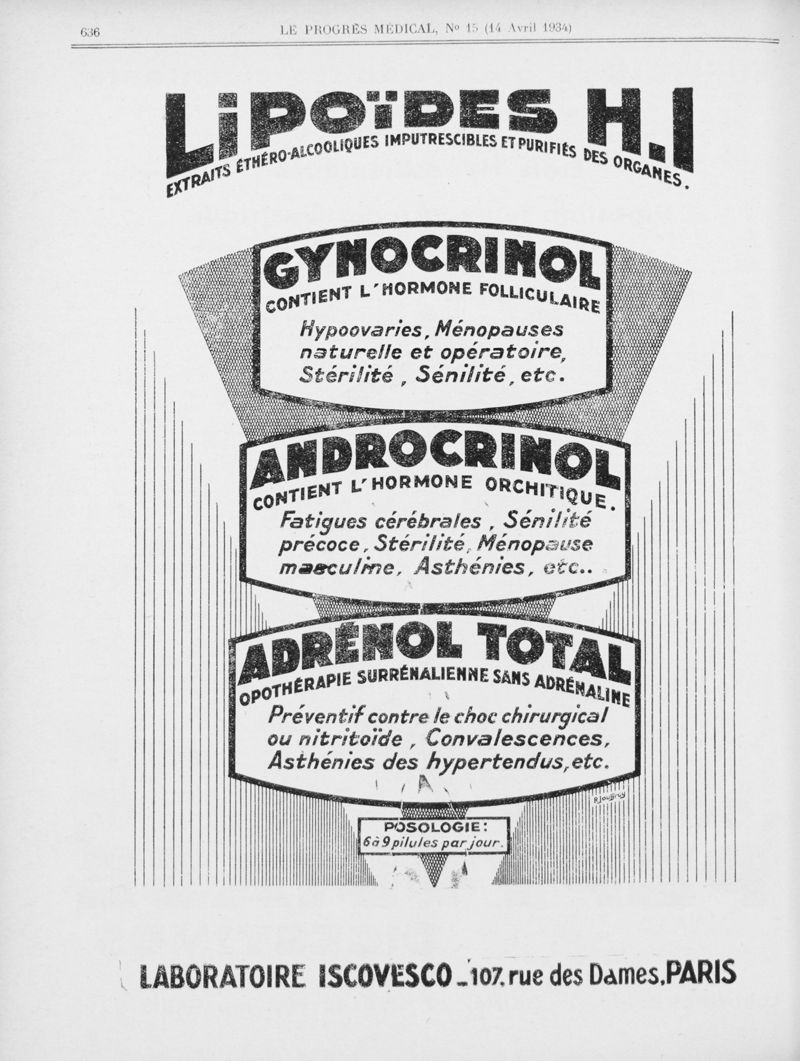 636
LE PROGRÈS MÉDICAL, Nº 15 (14 Avril 1934)
LiPOÏDES H.I
EXTRAITS ÉTHÉRO-ALCOOLIQUES IMPUTRESCIBLES ET PURIFIÉS DES ORGANES.
GYNOCRINOL
CONTIENT L'HORMONE FOLLICULAIRE
Hypoovaries, Ménopauses
naturelle et opératoire,
Stérilité, Sénilité, etc.
ANDROCRINOL
CONTIENT L'HORMONE ORCHITIQUE.
Fatigues cérébrales, Sénilité
précoce, Stérilité, Ménopause
masculine, Asthénies, etc..
ADRÉNOL TOTAL
OPOTHÉRAPIE SURRÉNALIENNE SANS ADRÉNALINE
Préventif contre le choc chirurgical
ou nitritoïde, Convalescences,
Asthénies des hypertendus, etc.
POSOLOGIE:
6 à 9 pilules par jour.
LABORATOIRE ISCOVESCO_107, rue des Dames, PARIS